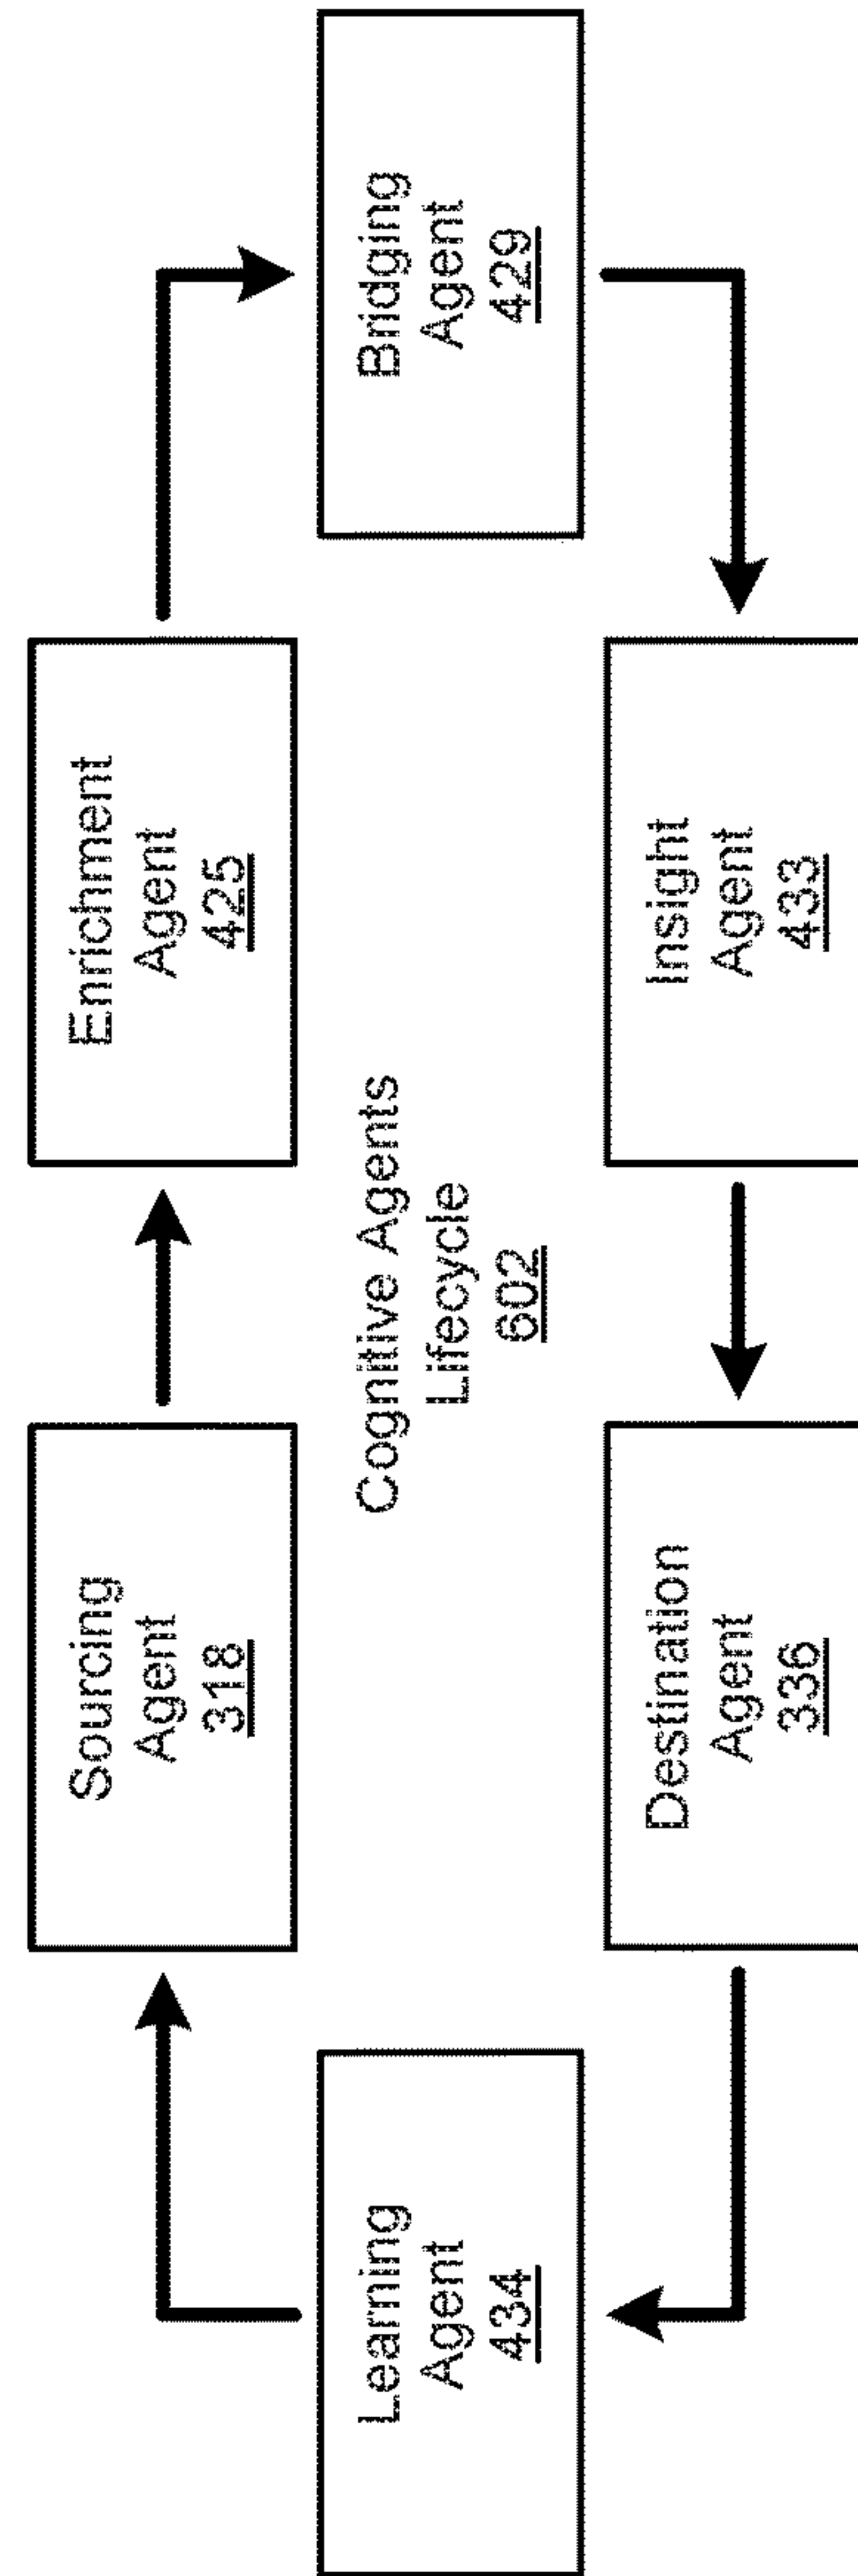 Sourcing
Agent
318
Enrichment
Agent
425
Learning
Agent
434
Cognitive Agents
Lifecycle
602
Bridging
Agent
429
Destination
Agent
336
Insight
Agent
433